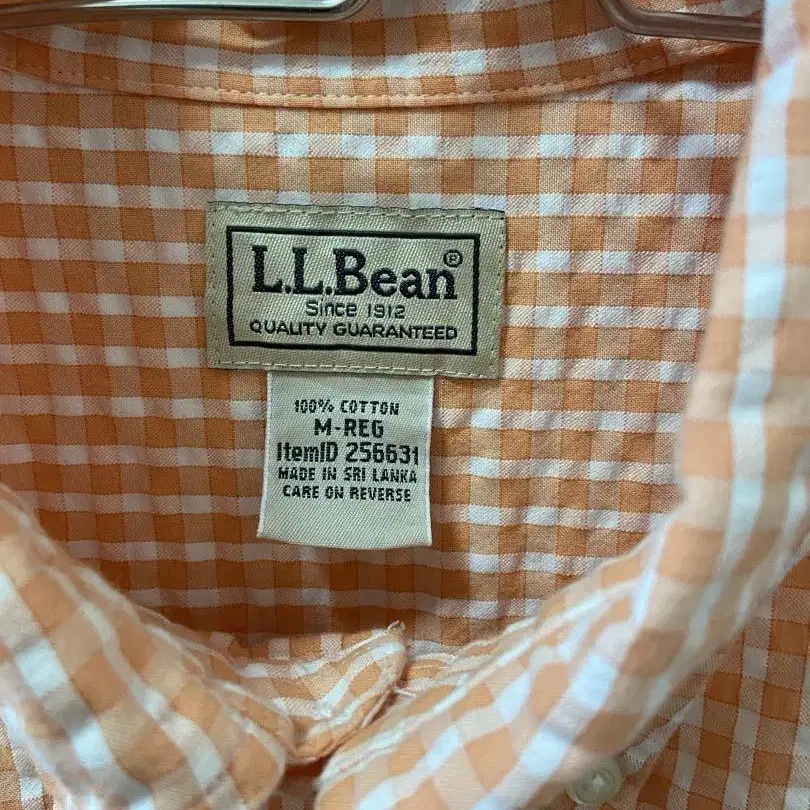 L.L.Bean®
Since 1912
QUALITY GUARANTEED
100% COTTON
M-REG
ItemID 256631
MADE IN SRI LANKA
CARE ON REVERSE